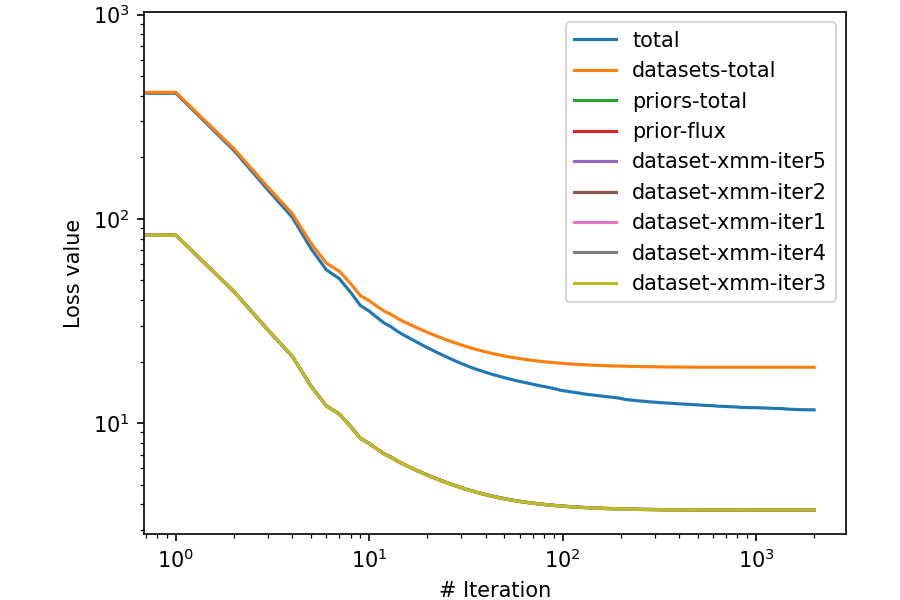 10³
10²
10¹
Loss value
total
datasets-total
priors-total
prior-flux
dataset-xmm-iter5
dataset-xmm-iter2
dataset-xmm-iter1
dataset-xmm-iter4
dataset-xmm-iter3
10⁰ 10¹ 10² 10³
# Iteration